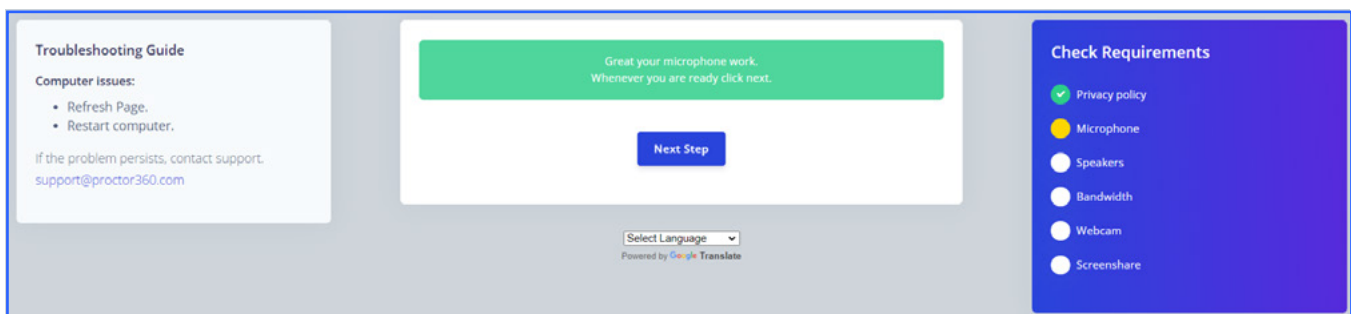 Troubleshooting Guide
Computer issues:
• Refresh Page.
• Restart computer.
If the problem persists, contact support.
support@proctor360.com
Great your microphone work.
Whenever you are ready click next.
Next Step
Select Language
Powered by Google Translate
Check Requirements
Privacy policy
Microphone
Speakers
Bandwidth
Webcam
Screenshare